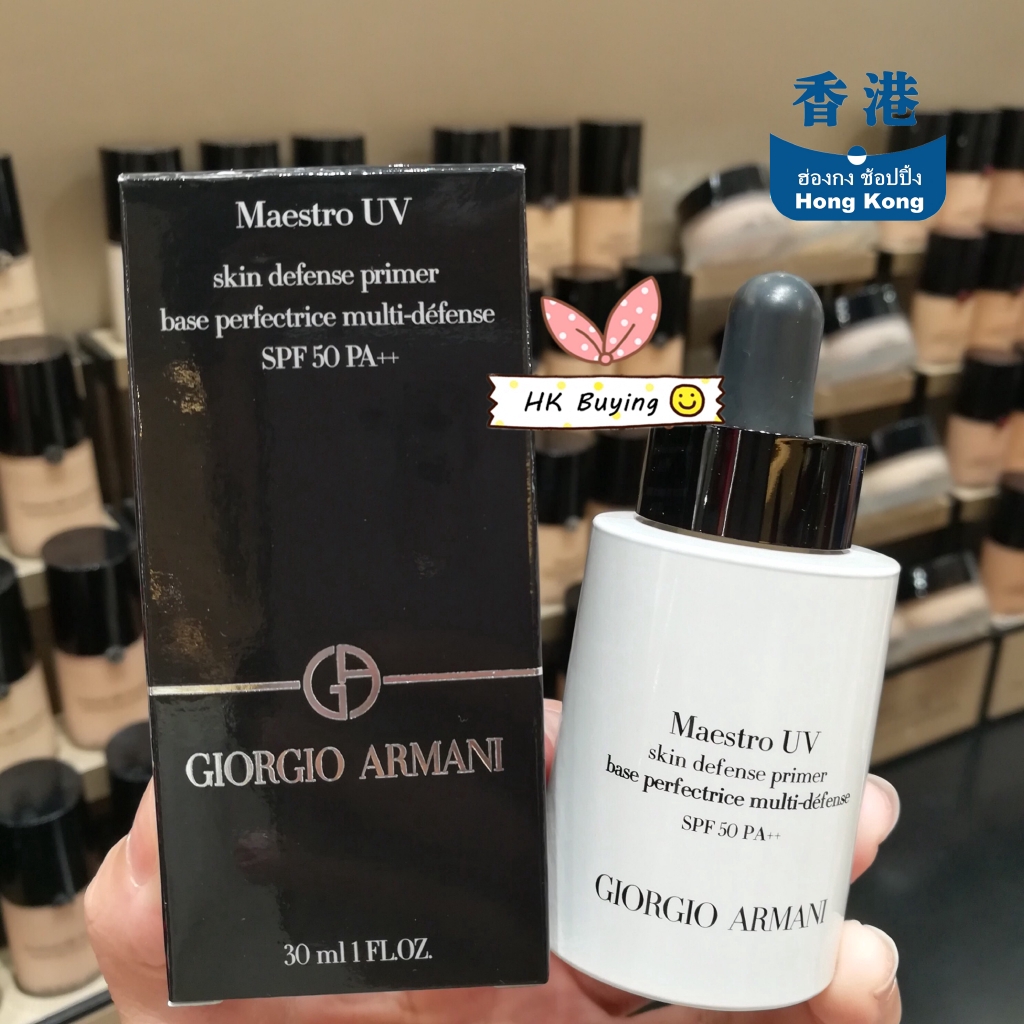 香港
ฮ่องกง ช้อปปิ้ง
Hong Kong
Maestro UV
skin defense primer
base perfectrice multi-défense
SPF 50 PA++
HK Buying
GA
GIORGIO ARMANI
30 ml 1 FL.OZ.
Maestro UV
skin defense primer
base perfectrice multi-défense
SPF 50 PA++
GIORGIO ARMANI